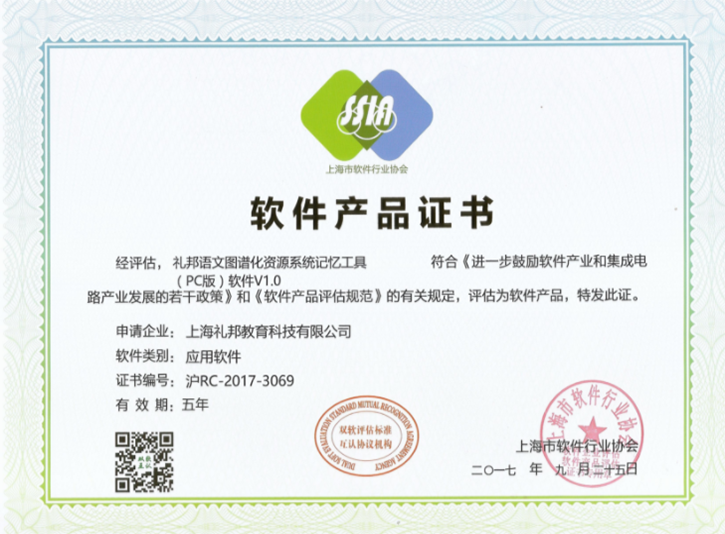 SSIA
上海市软件行业协会
软件产品证书
经评估，礼邦语文图谱化资源系统记忆工具 符合《进一步鼓励软件产业和集成电
（PC版）软件V1.0
路产业发展的若干政策》和《软件产品评估规范》的有关规定，评估为软件产品，特发此证。
申请企业：上海礼邦教育科技有限公司
软件类别：应用软件
证书编号：沪RC-2017-3069
有 效 期：五年
DUAL SOFT EVALUATION STANDARD MUTUAL RECOGNITION AGREEMENT AGENCY
双软评估标准
互认协议机构
上海市软件行业协会
上海市软件行业协会
二〇一七 年 九 月 二十五日